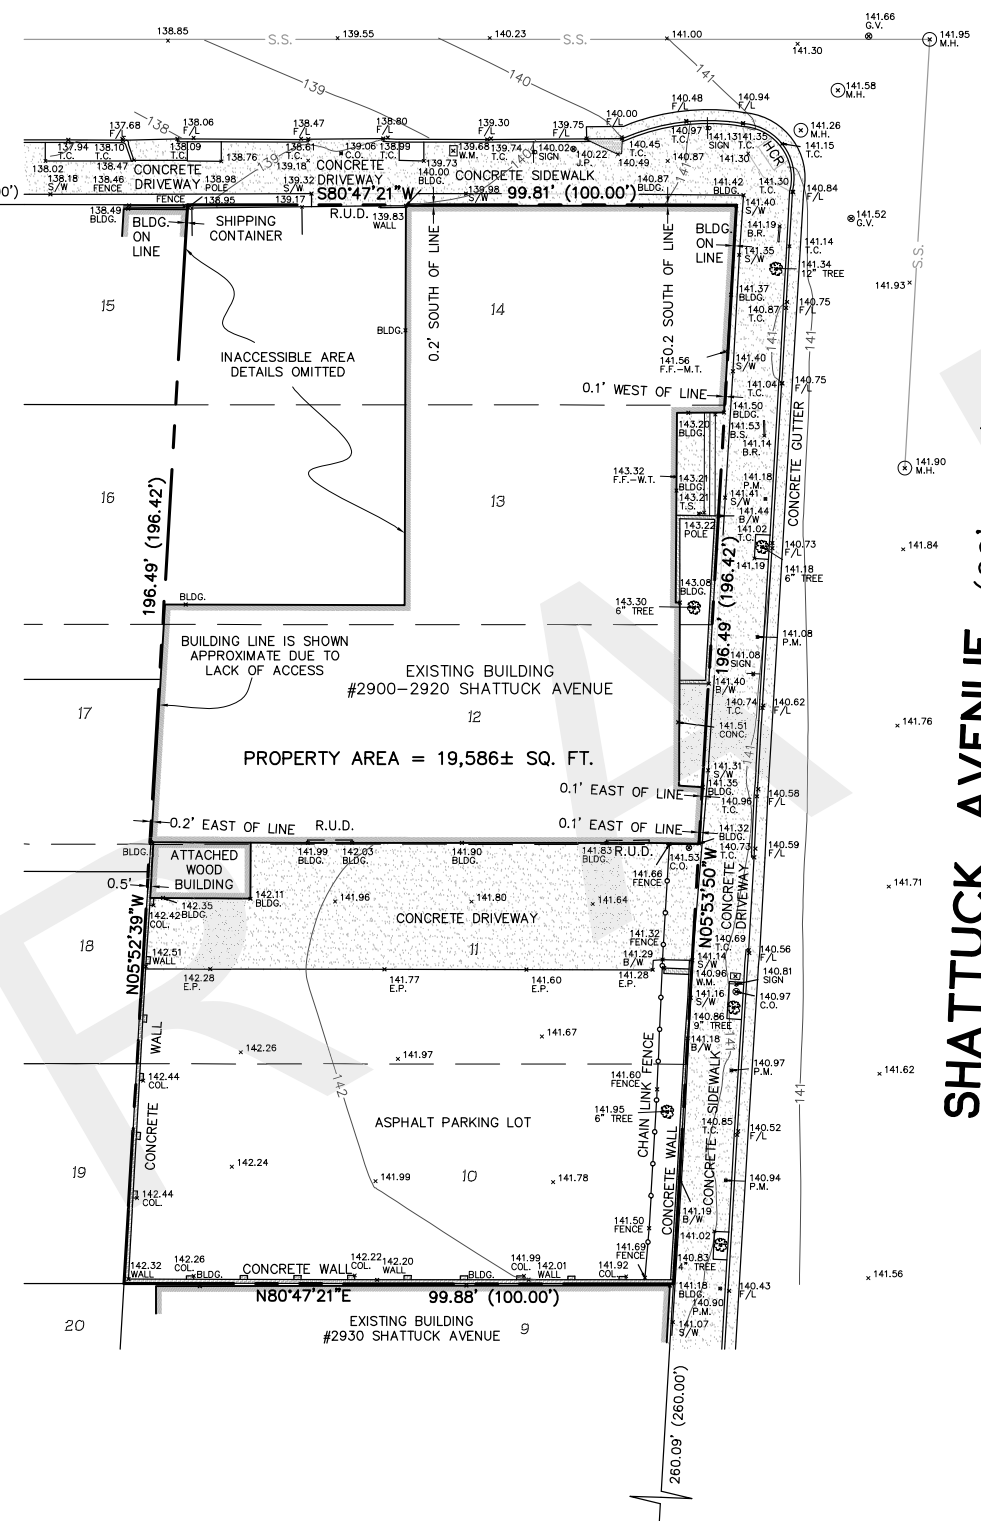 141.66
G.V.
138.85
S.S.
139.55
140.23
S.S.
141.00
141.30
141.95
M.H.
139
140
141
141.58
M.H.
137.68
F/L
138
138.06
F/L
138.47
F/L
138.80
F/L
139.30
F/L
139.75
F/L
140.00
F/L
140.48
F/L
140.94
F/L
141.26
M.H.
137.94
T.C.
138.10
T.C.
138.09
T.C.
138.61
T.C.
139.06
C.O.
138.99
T.C.
139.68
W.M.
139.74
T.C.
140.02
SIGN
140.22
J.P.
140.45
T.C.
140.97
T.C.
141.13
SIGN
141.35
T.C.
141.15
T.C.
HCR
138.02
138.47
138.76
139
139.18
139.73
140
140.49
140.87
141.30
138.18
S/W
138.46
FENCE
CONCRETE
DRIVEWAY
138.98
POLE
139.32
S/W
CONCRETE
DRIVEWAY
140.00
BLDG.
CONCRETE SIDEWALK
140.87
BLDG.
141
141.42
BLDG.
141.30
T.C.
140.84
F/L
00')
FENCE
138.95
139.17
S80°47'21"W
139.98
S/W
99.81' (100.00')
141.40
S/W
138.49
BLDG.
BLDG.
ON
LINE
SHIPPING
CONTAINER
R.U.D.
139.83
WALL
0.2' SOUTH OF LINE
0.2 SOUTH OF LINE
BLDG.
ON
LINE
141.19
B.R.
141.52
G.V.
141.35
S/W
141.14
T.C.
S.S.
141.34
12" TREE
141.93
15
14
141.37
BLDG.
140.87
T.C.
140.75
F/L
BLDG.
141
141
INACCESSIBLE AREA
DETAILS OMITTED
141.56
F.F.-M.T.
141.40
S/W
0.1' WEST OF LINE
141.04
T.C.
140.75
F/L
141.50
BLDG.
143.20
BLDG.
141.53
B.S.
141.14
B.R.
CONCRETE GUTTER
141.90
M.H.
143.32
F.F.-W.T.
143.21
BLDG.
141.18
P.M.
16
13
143.21
T.S.
141.41
S/W
141.44
B/W
196.49' (196.42')
143.22
POLE
141.02
T.C.
140.73
F/L
141.84
141.19
141.18
6" TREE
BLDG.
143.08
BLDG.
143.30
6" TREE
196.49' (196.42')
BUILDING LINE IS SHOWN
APPROXIMATE DUE TO
LACK OF ACCESS
141.08
P.M.
141.08
SIGN
EXISTING BUILDING
#2900-2920 SHATTUCK AVENUE
141.40
B/W
140.74
T.C.
140.62
F/L
17
12
141.51
CONC.
141.76
PROPERTY AREA = 19,586± SQ. FT.
141
141.31
S/W
141.35
BLDG.
0.1' EAST OF LINE
140.96
T.C.
140.58
F/L
0.2' EAST OF LINE
R.U.D.
0.1' EAST OF LINE
141.32
BLDG.
BLDG.
ATTACHED
WOOD
BUILDING
141.99
BLDG.
142.03
BLDG.
141.90
BLDG.
141.83
BLDG.
R.U.D.
141.53
C.O.
140.73
T.C.
140.59
F/L
0.5'
141.66
FENCE
142.42
COL.
142.35
BLDG.
142.11
BLDG.
141.96
141.80
141.64
141.71
CONCRETE DRIVEWAY
CONCRETE
DRIVEWAY
N05°53'50"W
N05°52'39"W
18
11
141.32
FENCE
140.69
T.C.
140.56
F/L
142.51
WALL
141.29
B/W
141.14
S/W
142.28
E.P.
141.77
E.P.
141.60
E.P.
141.28
E.P.
140.96
W.M.
140.81
SIGN
141.16
S/W
140.97
C.O.
140.86
9" TREE
CONCRETE WALL
142.26
141.97
141.67
141.18
B/W
141
CHAIN LINK FENCE
142.44
COL.
142
141.60
FENCE
140.97
P.M.
141.62
141
141.95
6" TREE
ASPHALT PARKING LOT
140.85
T.C.
140.52
F/L
CONCRETE SIDEWALK
CONCRETE WALL
19
142.24
141.99
10
141.78
140.94
P.M.
142.44
COL.
141.50
FENCE
141.19
B/W
141.69
FENCE
141.02
142.32
WALL
142.26
COL.
BLDG.
CONCRETE WALL
142.22
COL.
142.20
BLDG.
141.99
COL.
142.01
WALL
141.92
COL.
140.83
4" TREE
141.56
N80°47'21"E
99.88' (100.00')
141.18
BLDG.
140.43
F/L
140.90
P.M.
20
EXISTING BUILDING
#2930 SHATTUCK AVENUE
9
141.07
S/W
260.09' (260.00')
SHATTUCK AVENUE
R A